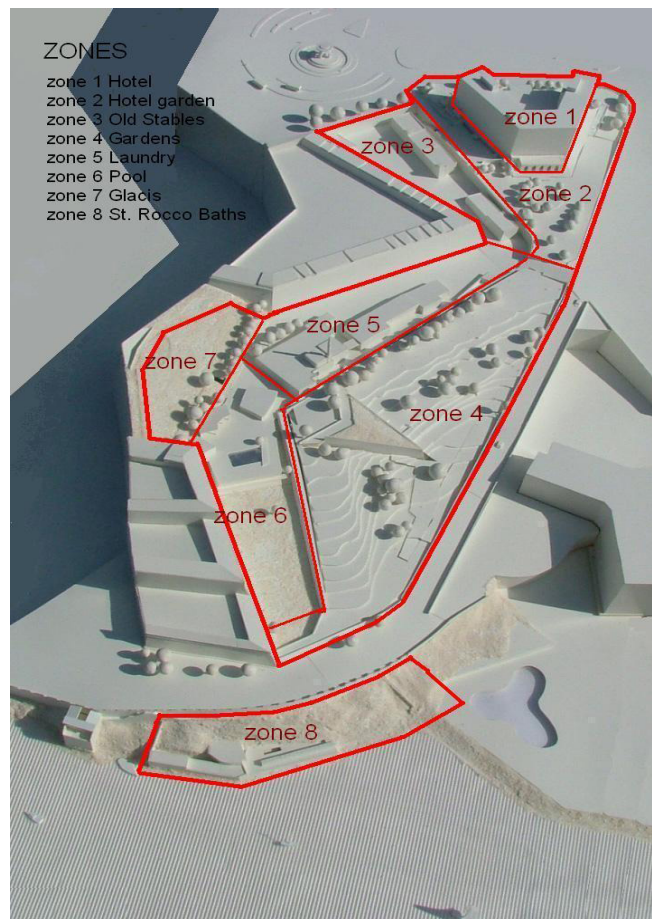 ZONES
zone 1 Hotel
zone 2 Hotel garden
zone 3 Old Stables
zone 4 Gardens
zone 5 Laundry
zone 6 Pool
zone 7 Glacis
zone 8 St. Rocco Baths
zone 1
zone 3
zone 2
zone 5
zone 7
zone 4
zone 6
zone 8